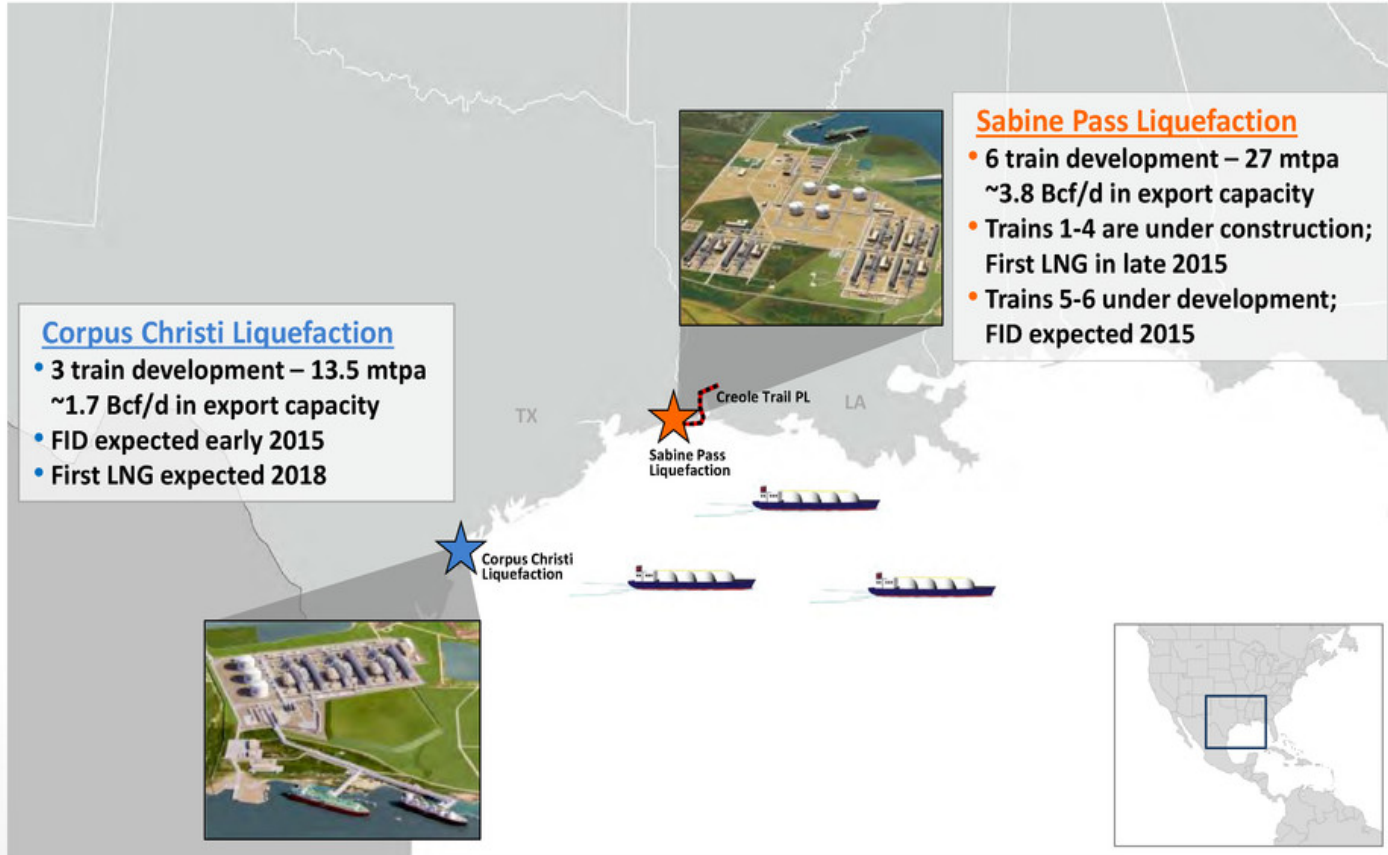 Sabine Pass Liquefaction
• 6 train development – 27 mtpa
~3.8 Bcf/d in export capacity
• Trains 1-4 are under construction;
First LNG in late 2015
• Trains 5-6 under development;
FID expected 2015
Corpus Christi Liquefaction
• 3 train development – 13.5 mtpa
~1.7 Bcf/d in export capacity
• FID expected early 2015
• First LNG expected 2018
TX
Creole Trail PL
LA
Sabine Pass
Liquefaction
Corpus Christi
Liquefaction